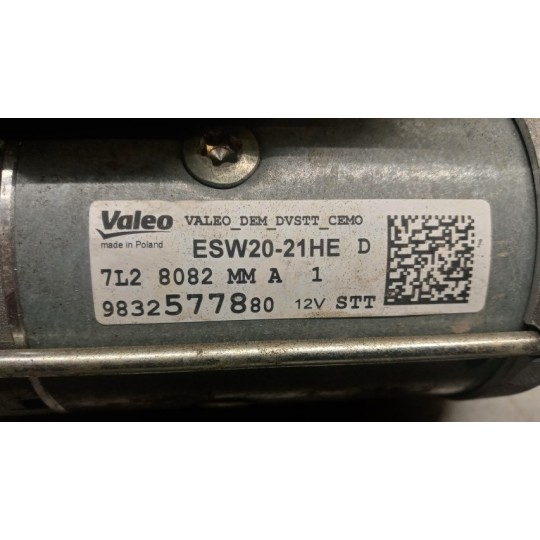 Valeo VALEO_DEM_DVSTT_CEMO
made in Poland ESW20-21HE D
7L2 8082 MM A 1
9832577880 12V STT